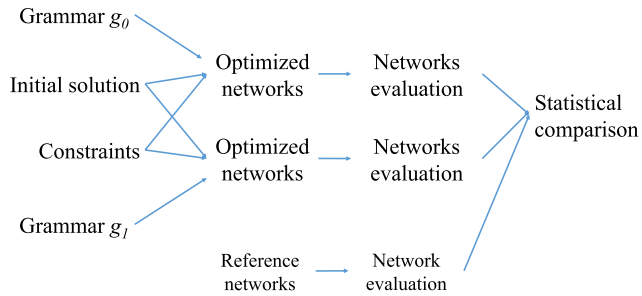 Grammar g0
Initial solution
Constraints
Grammar g1
Optimized
networks
Networks
evaluation
Optimized
networks
Networks
evaluation
Reference
networks
Network
evaluation
Statistical
comparison